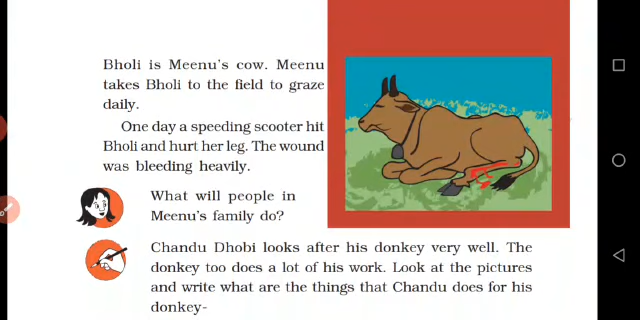 Bholi is Meenu's cow. Meenu
takes Bholi to the field to graze
daily.
One day a speeding scooter hit
Bholi and hurt her leg. The wound
was bleeding heavily.
What will people in
Meenu's family do?
Chandu Dhobi looks after his donkey very well. The
donkey too does a lot of his work. Look at the pictures
and write what are the things that Chandu does for his
donkey-